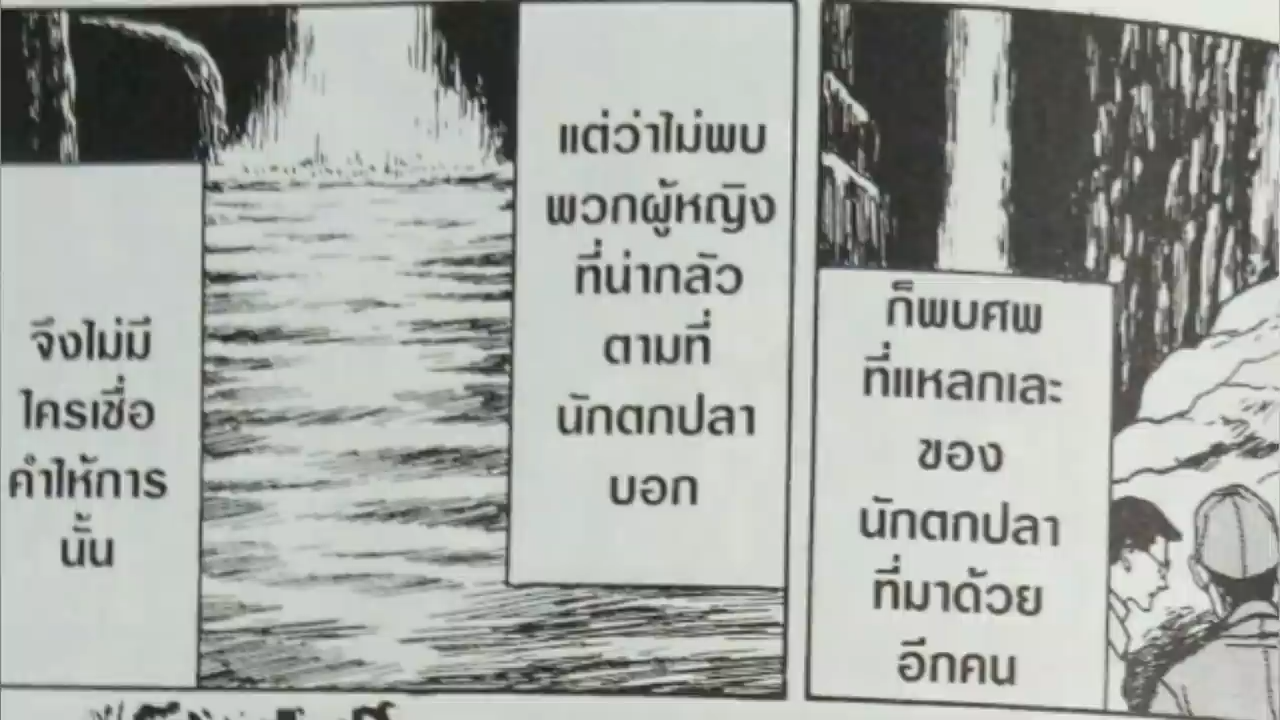 ก็พบศพ
ที่แหลกเละ
ของ
นักตกปลา
ที่มาด้วย
อีกคน
แต่ว่าไม่พบ
พวกผู้หญิง
ที่น่ากลัว
ตามที่
นักตกปลา
บอก
จึงไม่มี
ใครเชื่อ
คำให้การ
นั้น